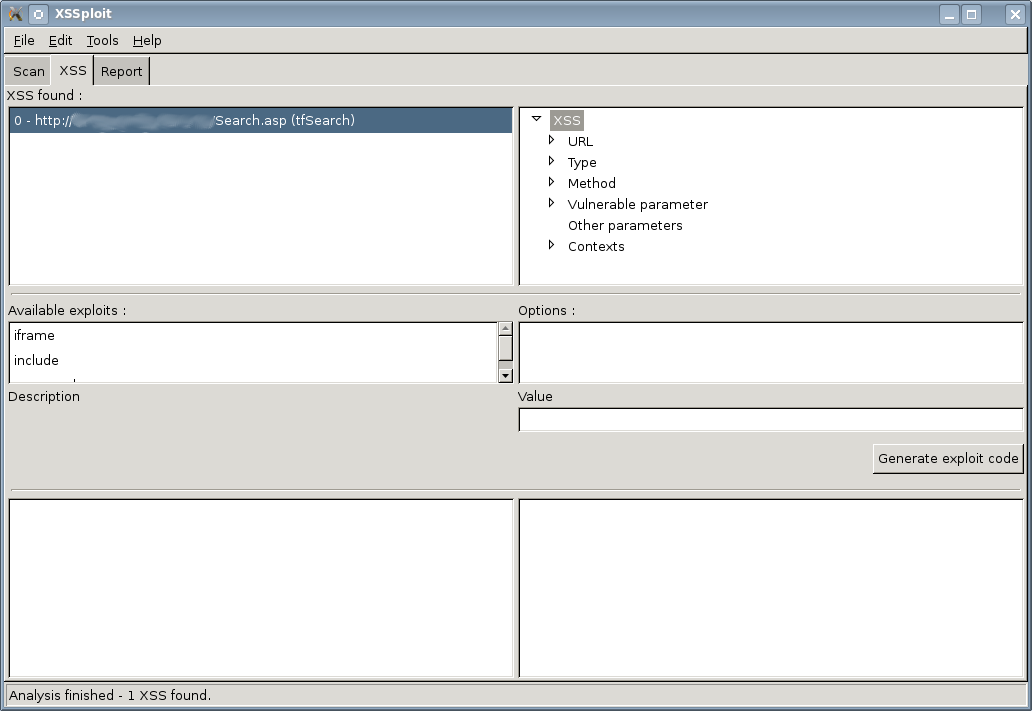 XSSploit
File Edit Tools Help
Scan XSS Report
XSS found :
0 - http:// /Search.asp (tfSearch)
XSS
URL
Type
Method
Vulnerable parameter
Other parameters
Contexts
Available exploits :
iframe
include
Options :
Description
Value
Generate exploit code
Analysis finished - 1 XSS found.